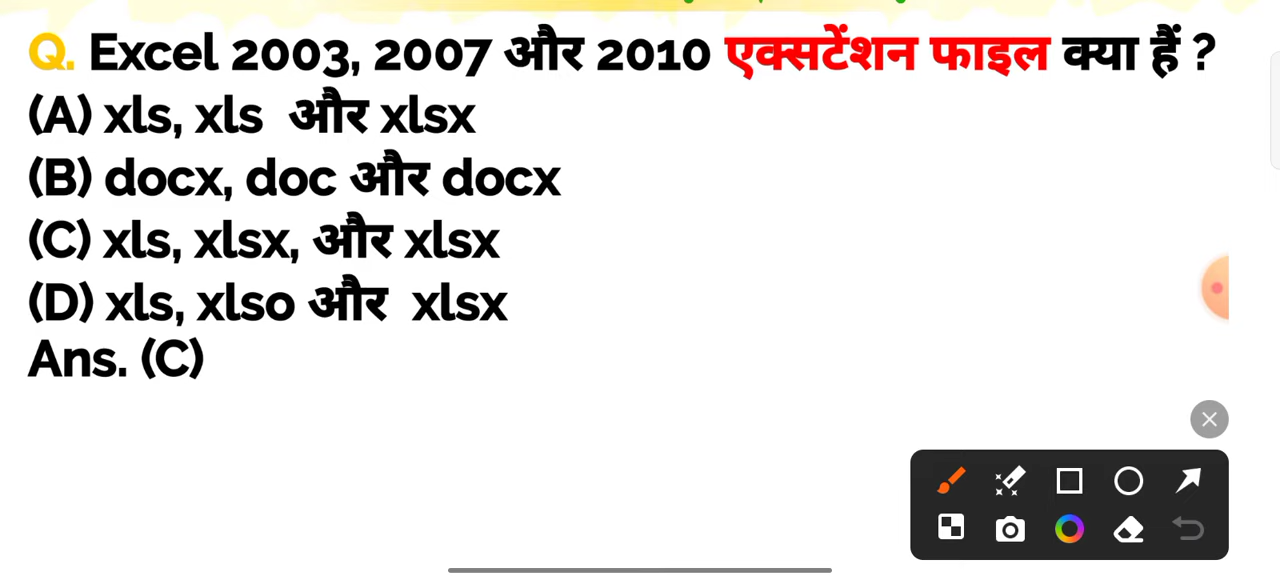 Q. Excel 2003, 2007 और 2010 एक्सटेंशन फाइल क्या हैं ?
(A) xls, xls और xlsx
(B) docx, doc और docx
(C) xls, xlsx, और xlsx
(D) xls, xlso और xlsx
Ans. (C)